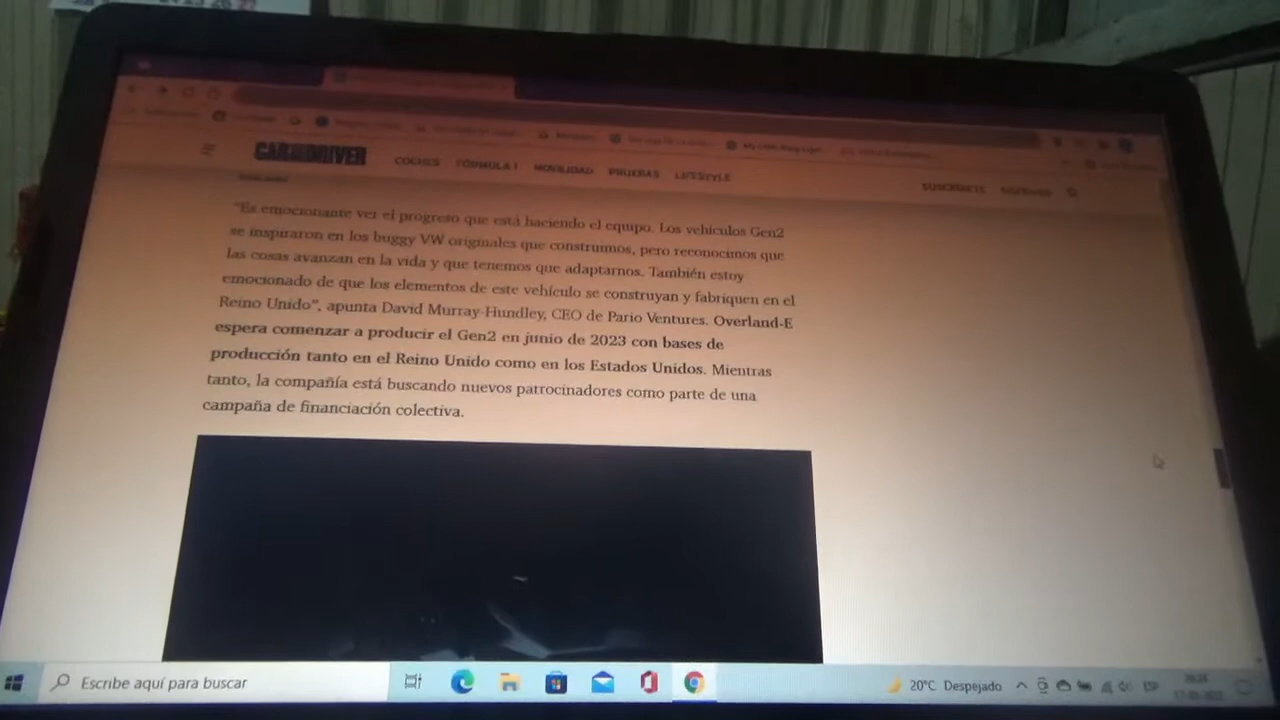 CAR AND DRIVER
COCHES FÓRMULA 1 MOVILIDAD PRUEBAS LIFESTYLE SUSCRÍBETE
"Es emocionante ver el progreso que está haciendo el equipo. Los vehículos Gen2
se inspiraron en los buggy VW originales que construimos, pero reconocimos que
las cosas avanzan en la vida y que tenemos que adaptarnos. También estoy
emocionado de que los elementos de este vehículo se construyan y fabriquen en el
Reino Unido", apunta David Murray-Hundley, CEO de Pario Ventures. Overland-E
espera comenzar a producir el Gen2 en junio de 2023 con bases de
producción tanto en el Reino Unido como en los Estados Unidos. Mientras
tanto, la compañía está buscando nuevos patrocinadores como parte de una
campaña de financiación colectiva.
Escribe aquí para buscar
20°C Despejado
ESP